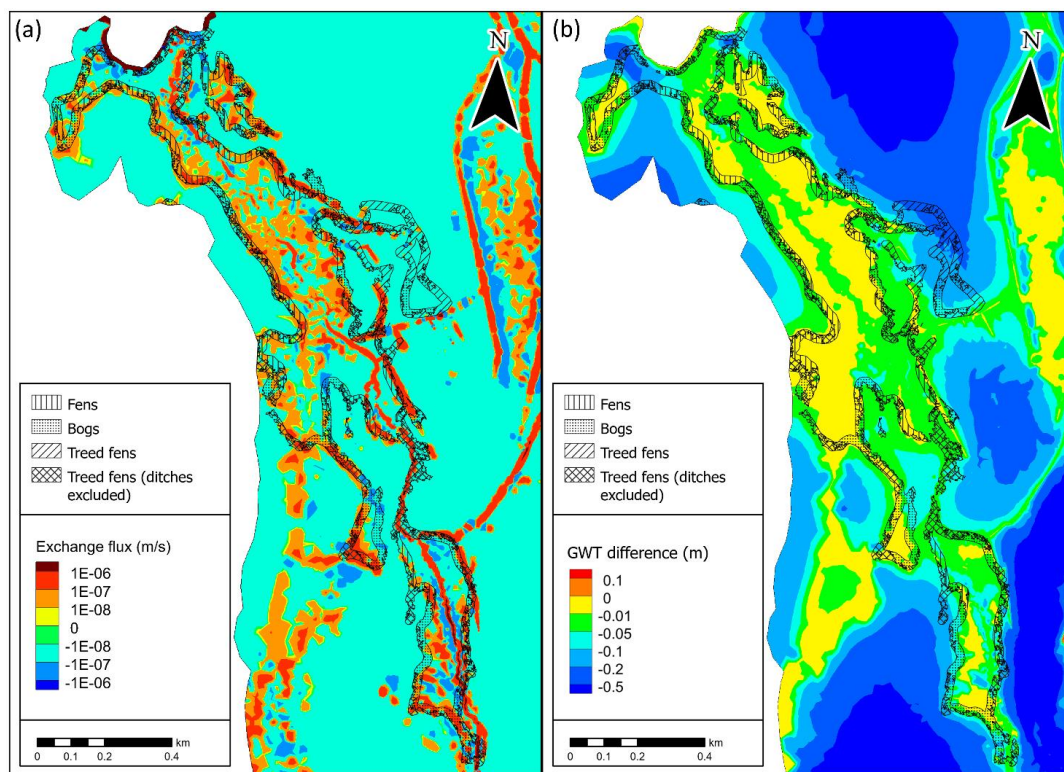 (a)
N
Fens
Bogs
Treed fens
Treed fens (ditches
excluded)
Exchange flux (m/s)
1E-06
1E-07
1E-08
0
-1E-08
-1E-07
-1E-06
km
0 0.1 0.2 0.4
(b)
N
Fens
Bogs
Treed fens
Treed fens (ditches
excluded)
GWT difference (m)
0.1
0
-0.01
-0.05
-0.1
-0.2
-0.5
km
0 0.1 0.2 0.4